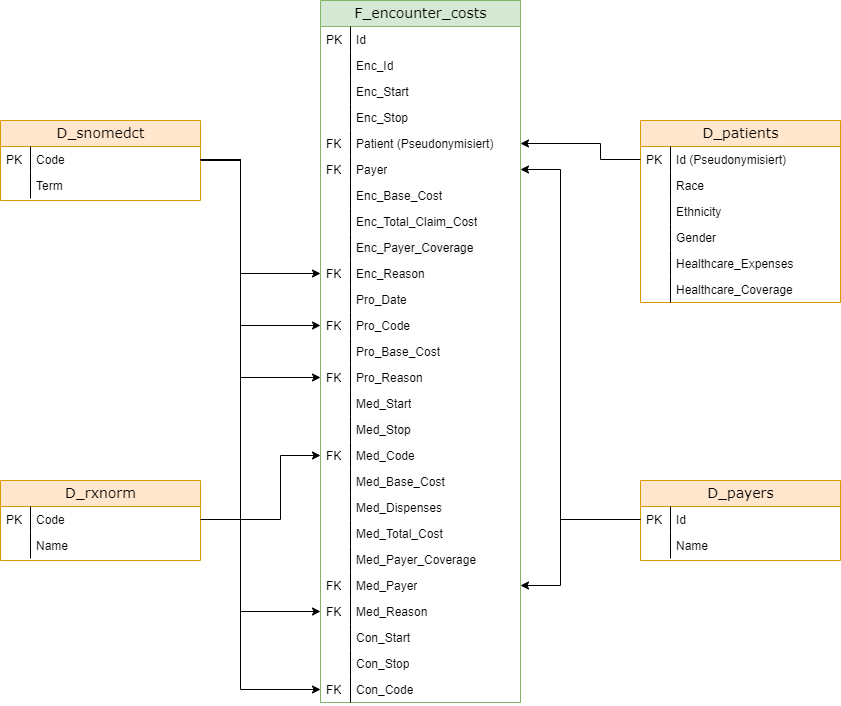 F_encounter_costs
PK Id
Enc_Id
Enc_Start
Enc_Stop
FK Patient (Pseudonymisiert)
FK Payer
Enc_Base_Cost
Enc_Total_Claim_Cost
Enc_Payer_Coverage
FK Enc_Reason
Pro_Date
FK Pro_Code
Pro_Base_Cost
FK Pro_Reason
Med_Start
Med_Stop
FK Med_Code
Med_Base_Cost
Med_Dispenses
Med_Total_Cost
Med_Payer_Coverage
FK Med_Payer
FK Med_Reason
Con_Start
Con_Stop
FK Con_Code
D_snomedct
PK Code
Term
D_rxnorm
PK Code
Name
D_patients
PK Id (Pseudonymisiert)
Race
Ethnicity
Gender
Healthcare_Expenses
Healthcare_Coverage
D_payers
PK Id
Name